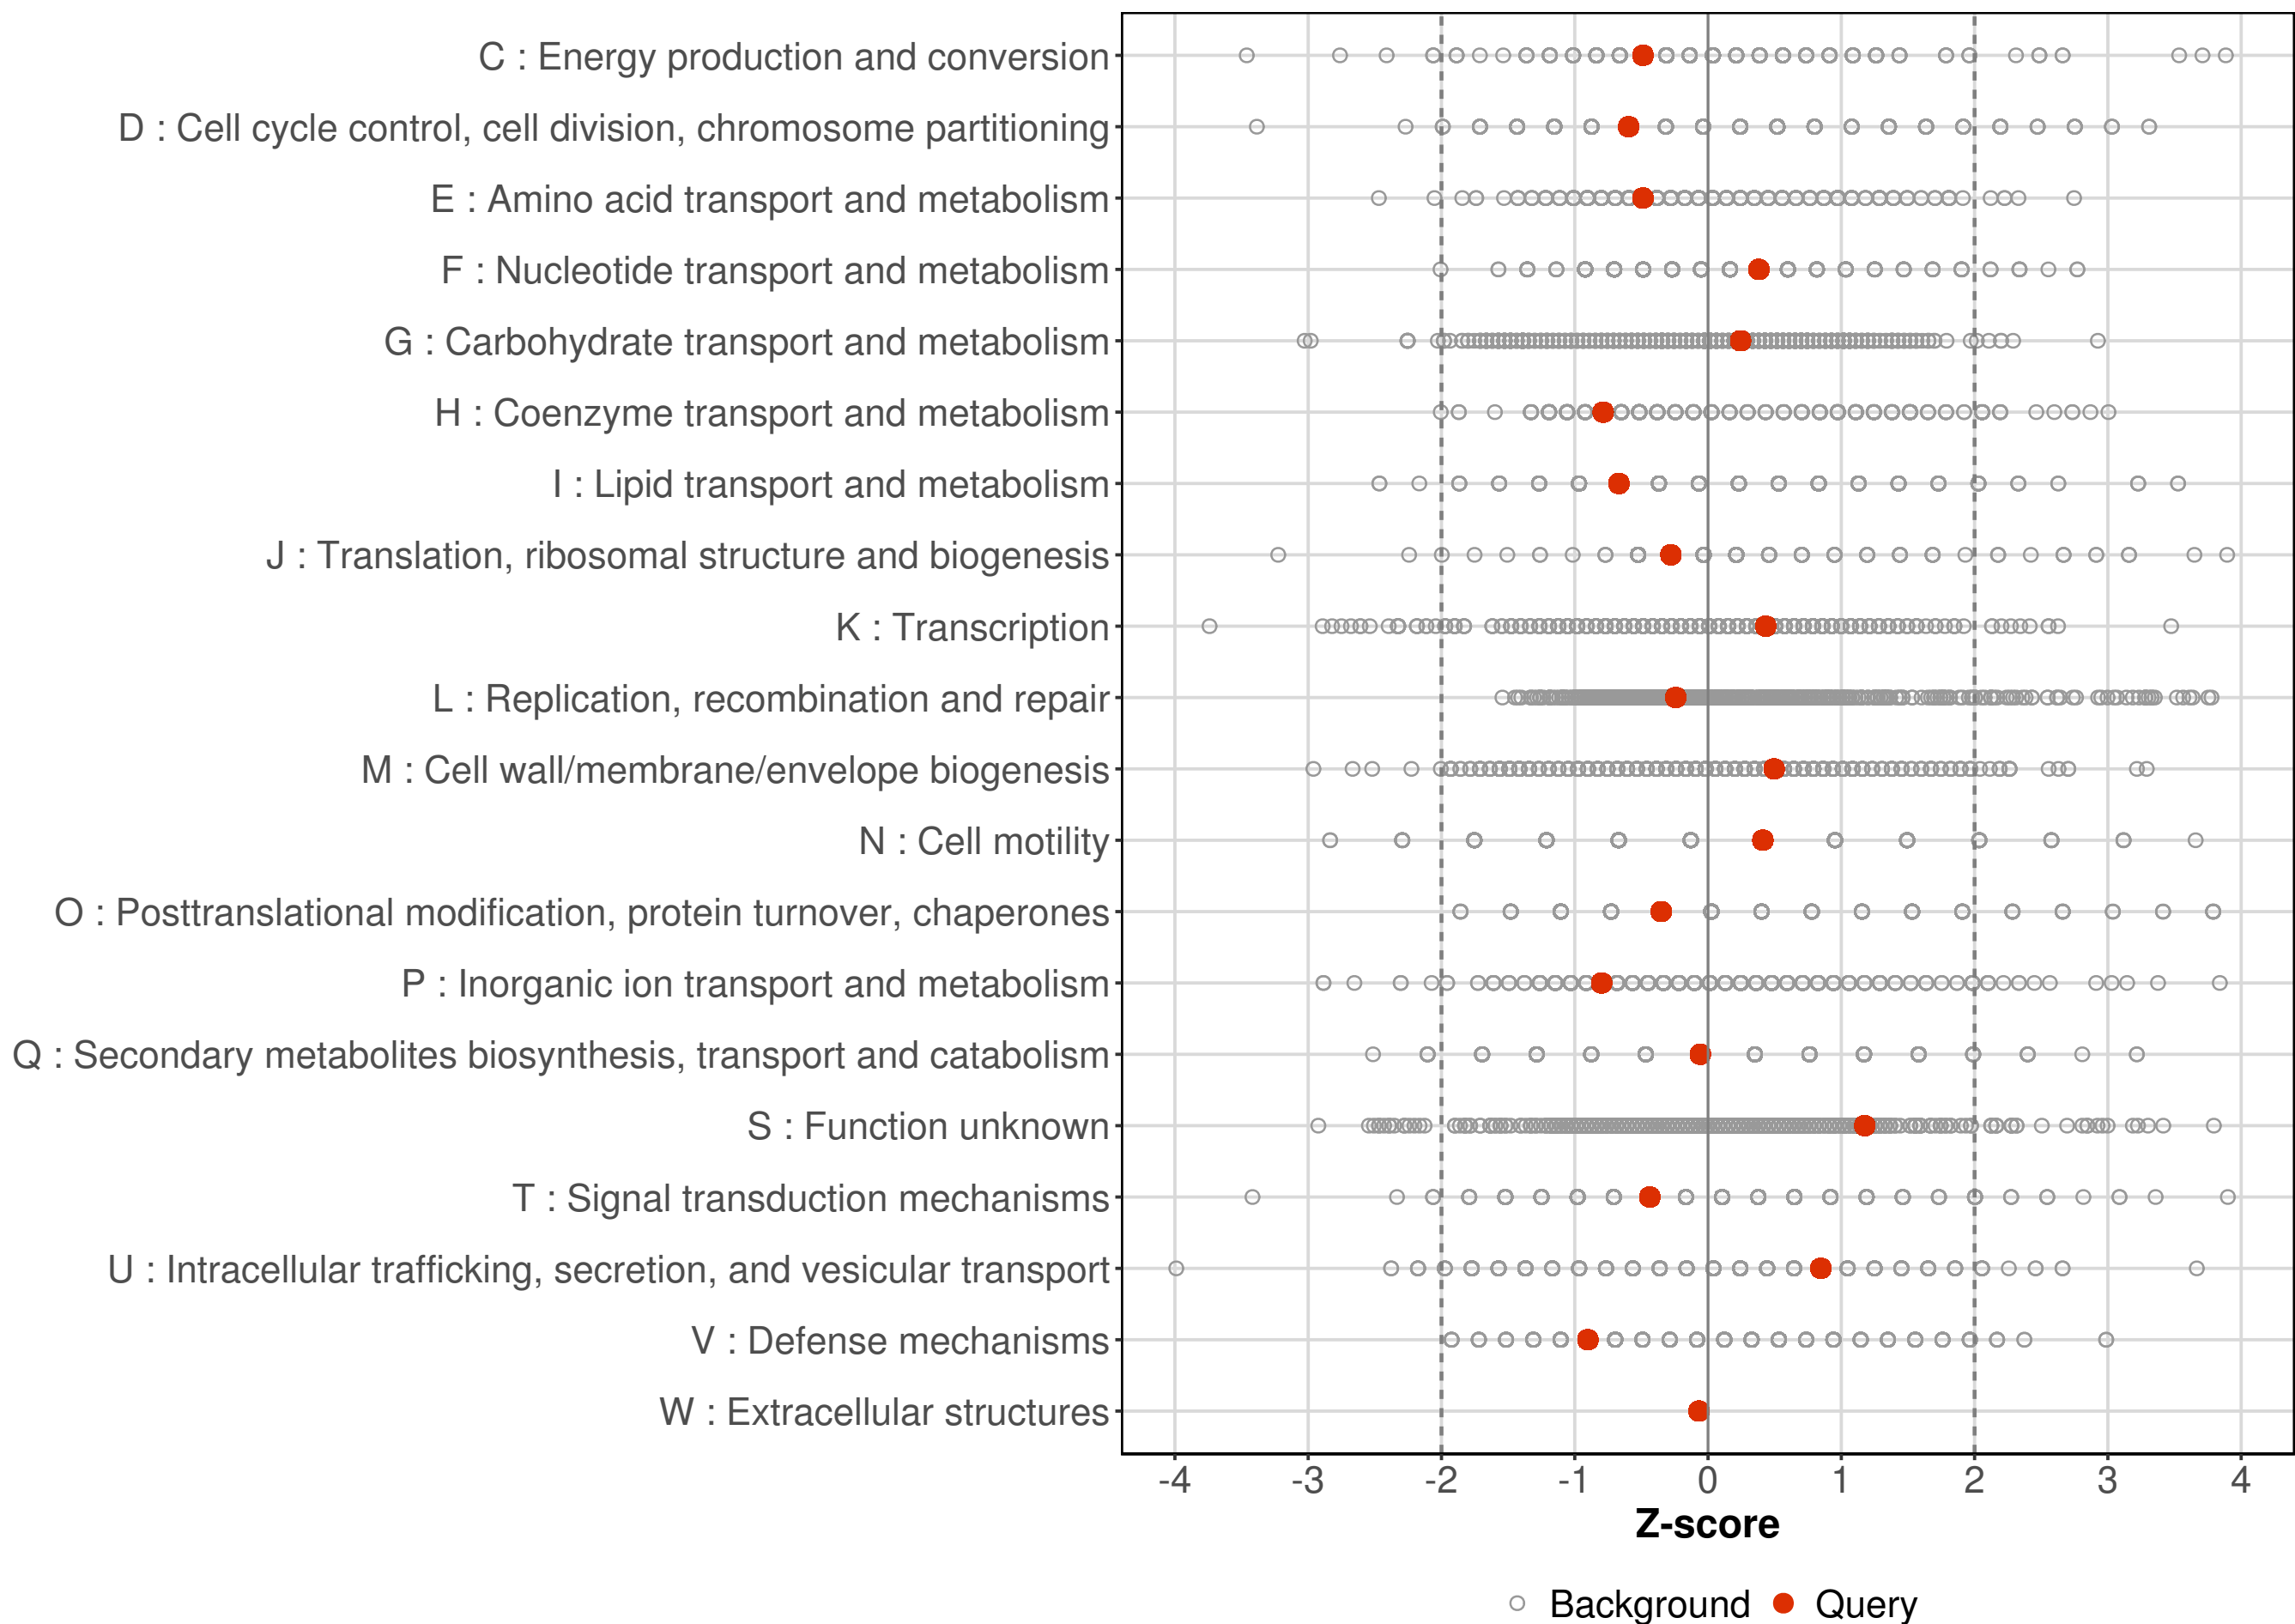 C : Energy production and conversion
D : Cell cycle control, cell division, chromosome partitioning
E : Amino acid transport and metabolism
F : Nucleotide transport and metabolism
G : Carbohydrate transport and metabolism
H : Coenzyme transport and metabolism
I : Lipid transport and metabolism
J : Translation, ribosomal structure and biogenesis
K : Transcription
L : Replication, recombination and repair
M : Cell wall/membrane/envelope biogenesis
N : Cell motility
O : Posttranslational modification, protein turnover, chaperones
P : Inorganic ion transport and metabolism
Q : Secondary metabolites biosynthesis, transport and catabolism
S : Function unknown
T : Signal transduction mechanisms
U : Intracellular trafficking, secretion, and vesicular transport
V : Defense mechanisms
W : Extracellular structures
-4 -3 -2 -1 0 1 2 3 4
Z-score
Background Query